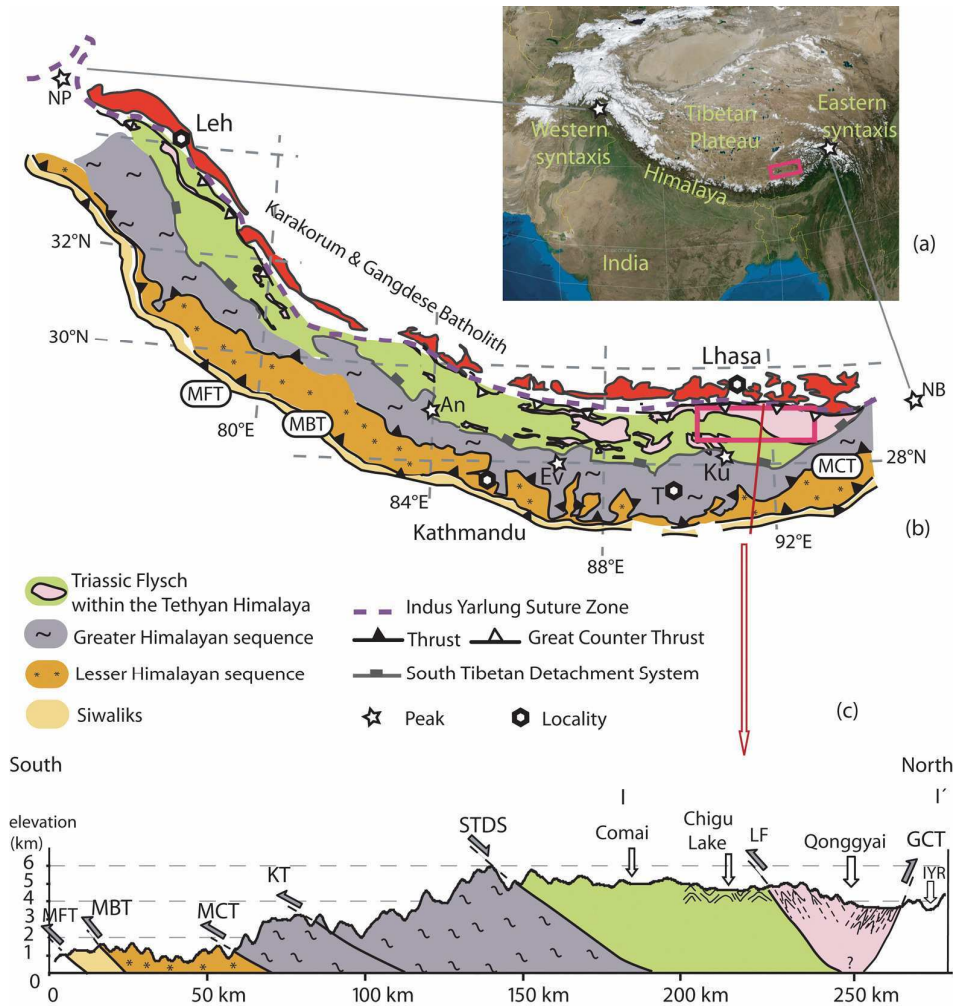 NP
Leh
32°N
30°N
Karakorum & Gangdese Batholith
Western
syntaxis
Tibetan
Plateau
Eastern
syntaxis
Himalaya
India
(a)
Lhasa
NB
MFT
MBT
80°E
An
84°E
Kathmandu
Ev
T
Ku
MCT
28°N
88°E
92°E
(b)
Triassic Flysch
within the Tethyan Himalaya
Greater Himalayan sequence
Lesser Himalayan sequence
Siwaliks
Indus Yarlung Suture Zone
Thrust
Great Counter Thrust
South Tibetan Detachment System
Peak
Locality
(c)
South
North
I
I´
elevation
(km)
6
5
4
3
2
1
0
MFT
MBT
MCT
KT
STDS
Comai
Chigu
Lake
LF
Qonggyai
GCT
IYR
?
0
50 km
100 km
150 km
200 km
250 km